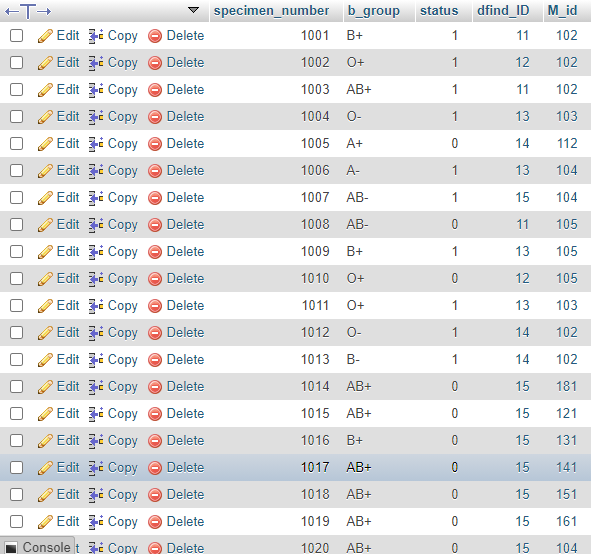 specimen_number b_group status dfind_ID M_id
Edit Copy Delete 1001 B+ 1 11 102
Edit Copy Delete 1002 O+ 1 12 102
Edit Copy Delete 1003 AB+ 1 11 102
Edit Copy Delete 1004 O- 1 13 103
Edit Copy Delete 1005 A+ 0 14 112
Edit Copy Delete 1006 A- 1 13 104
Edit Copy Delete 1007 AB- 1 15 104
Edit Copy Delete 1008 AB- 0 11 105
Edit Copy Delete 1009 B+ 1 13 105
Edit Copy Delete 1010 O+ 0 12 105
Edit Copy Delete 1011 O+ 1 13 103
Edit Copy Delete 1012 O- 1 14 102
Edit Copy Delete 1013 B- 1 14 102
Edit Copy Delete 1014 AB+ 0 15 181
Edit Copy Delete 1015 AB+ 0 15 121
Edit Copy Delete 1016 B+ 0 15 131
Edit Copy Delete 1017 AB+ 0 15 141
Edit Copy Delete 1018 AB+ 0 15 151
Edit Copy Delete 1019 AB+ 0 15 161
Console Copy Delete 1020 AB+ 0 15 104